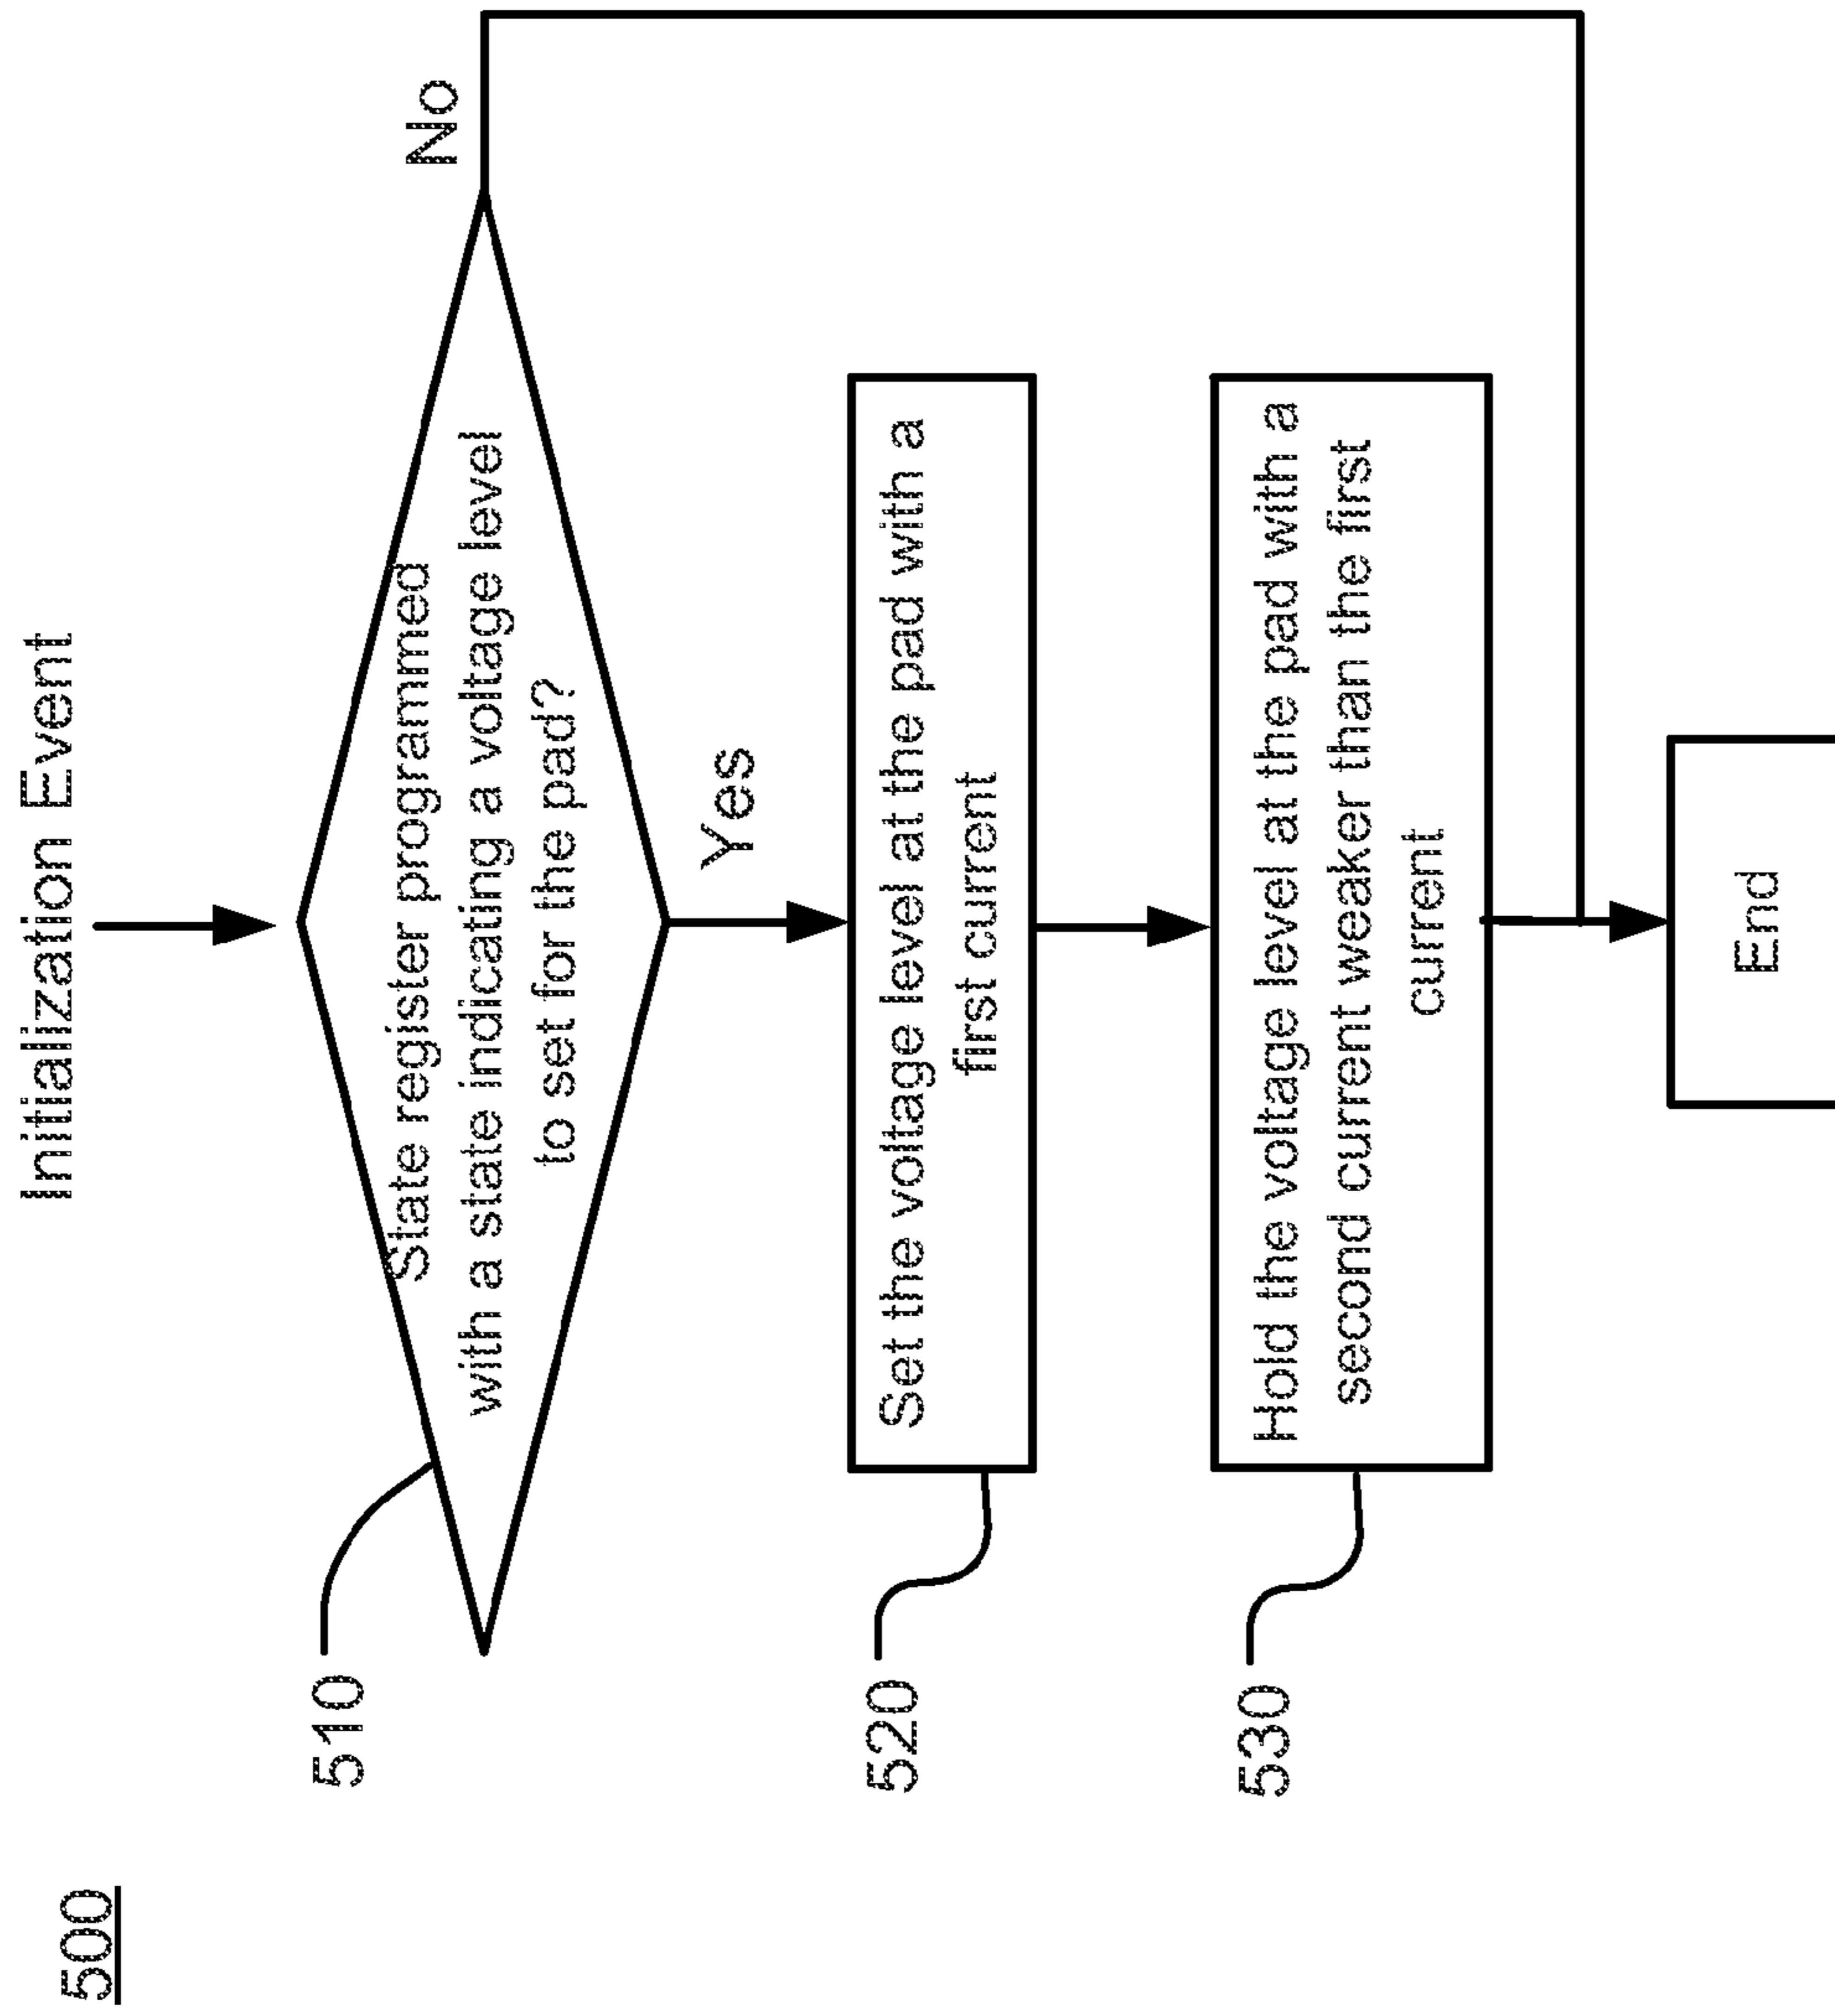 500
Initialization Event
510
State register programmed
with a state indicating a voltage level
to set for the pad?
No
Yes
520
Set the voltage level at the pad with a
first current
530
Hold the voltage level at the pad with a
second current weaker than the first
current
End